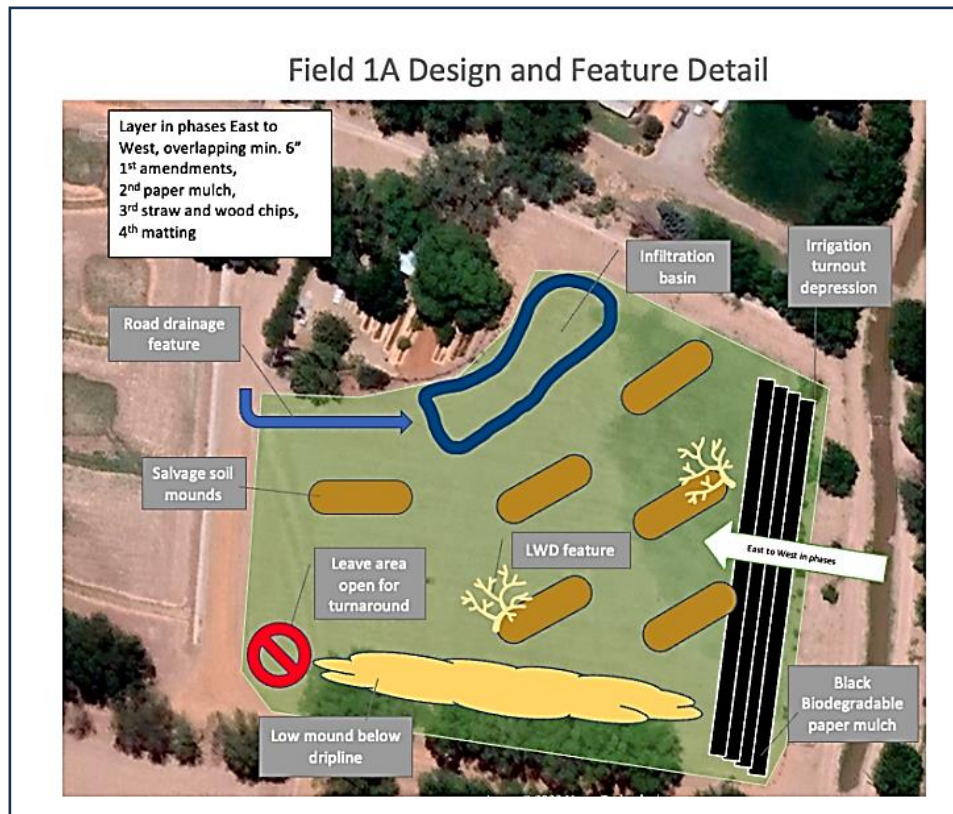 Field 1A Design and Feature Detail
Layer in phases East to
West, overlapping min. 6”
1st amendments,
2nd paper mulch,
3rd straw and wood chips,
4th matting
Infiltration
basin
Irrigation
turnout
depression
Road drainage
feature
Salvage soil
mounds
LWD feature
East to West in phases
Leave area
open for
turnaround
Low mound below
dripline
Black
Biodegradable
paper mulch